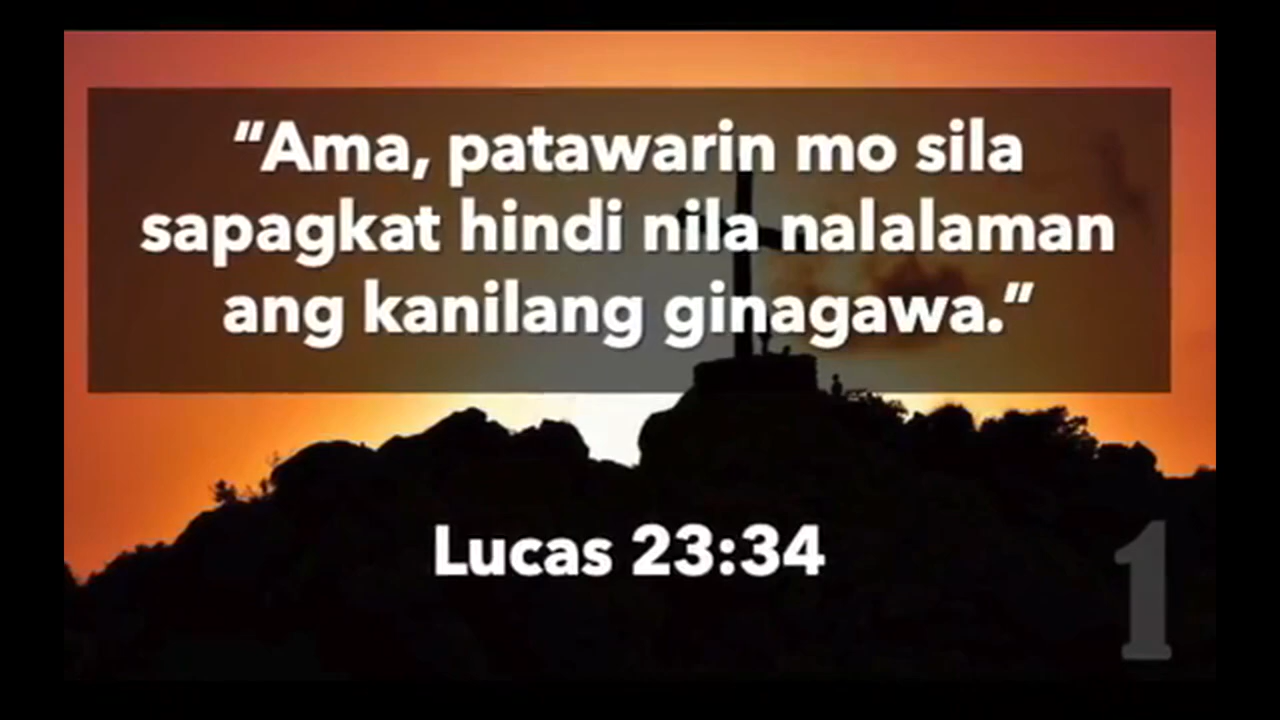 “Ama, patawarin mo sila
sapagkat hindi nila nalalaman
ang kanilang ginagawa.”
Lucas 23:34
1